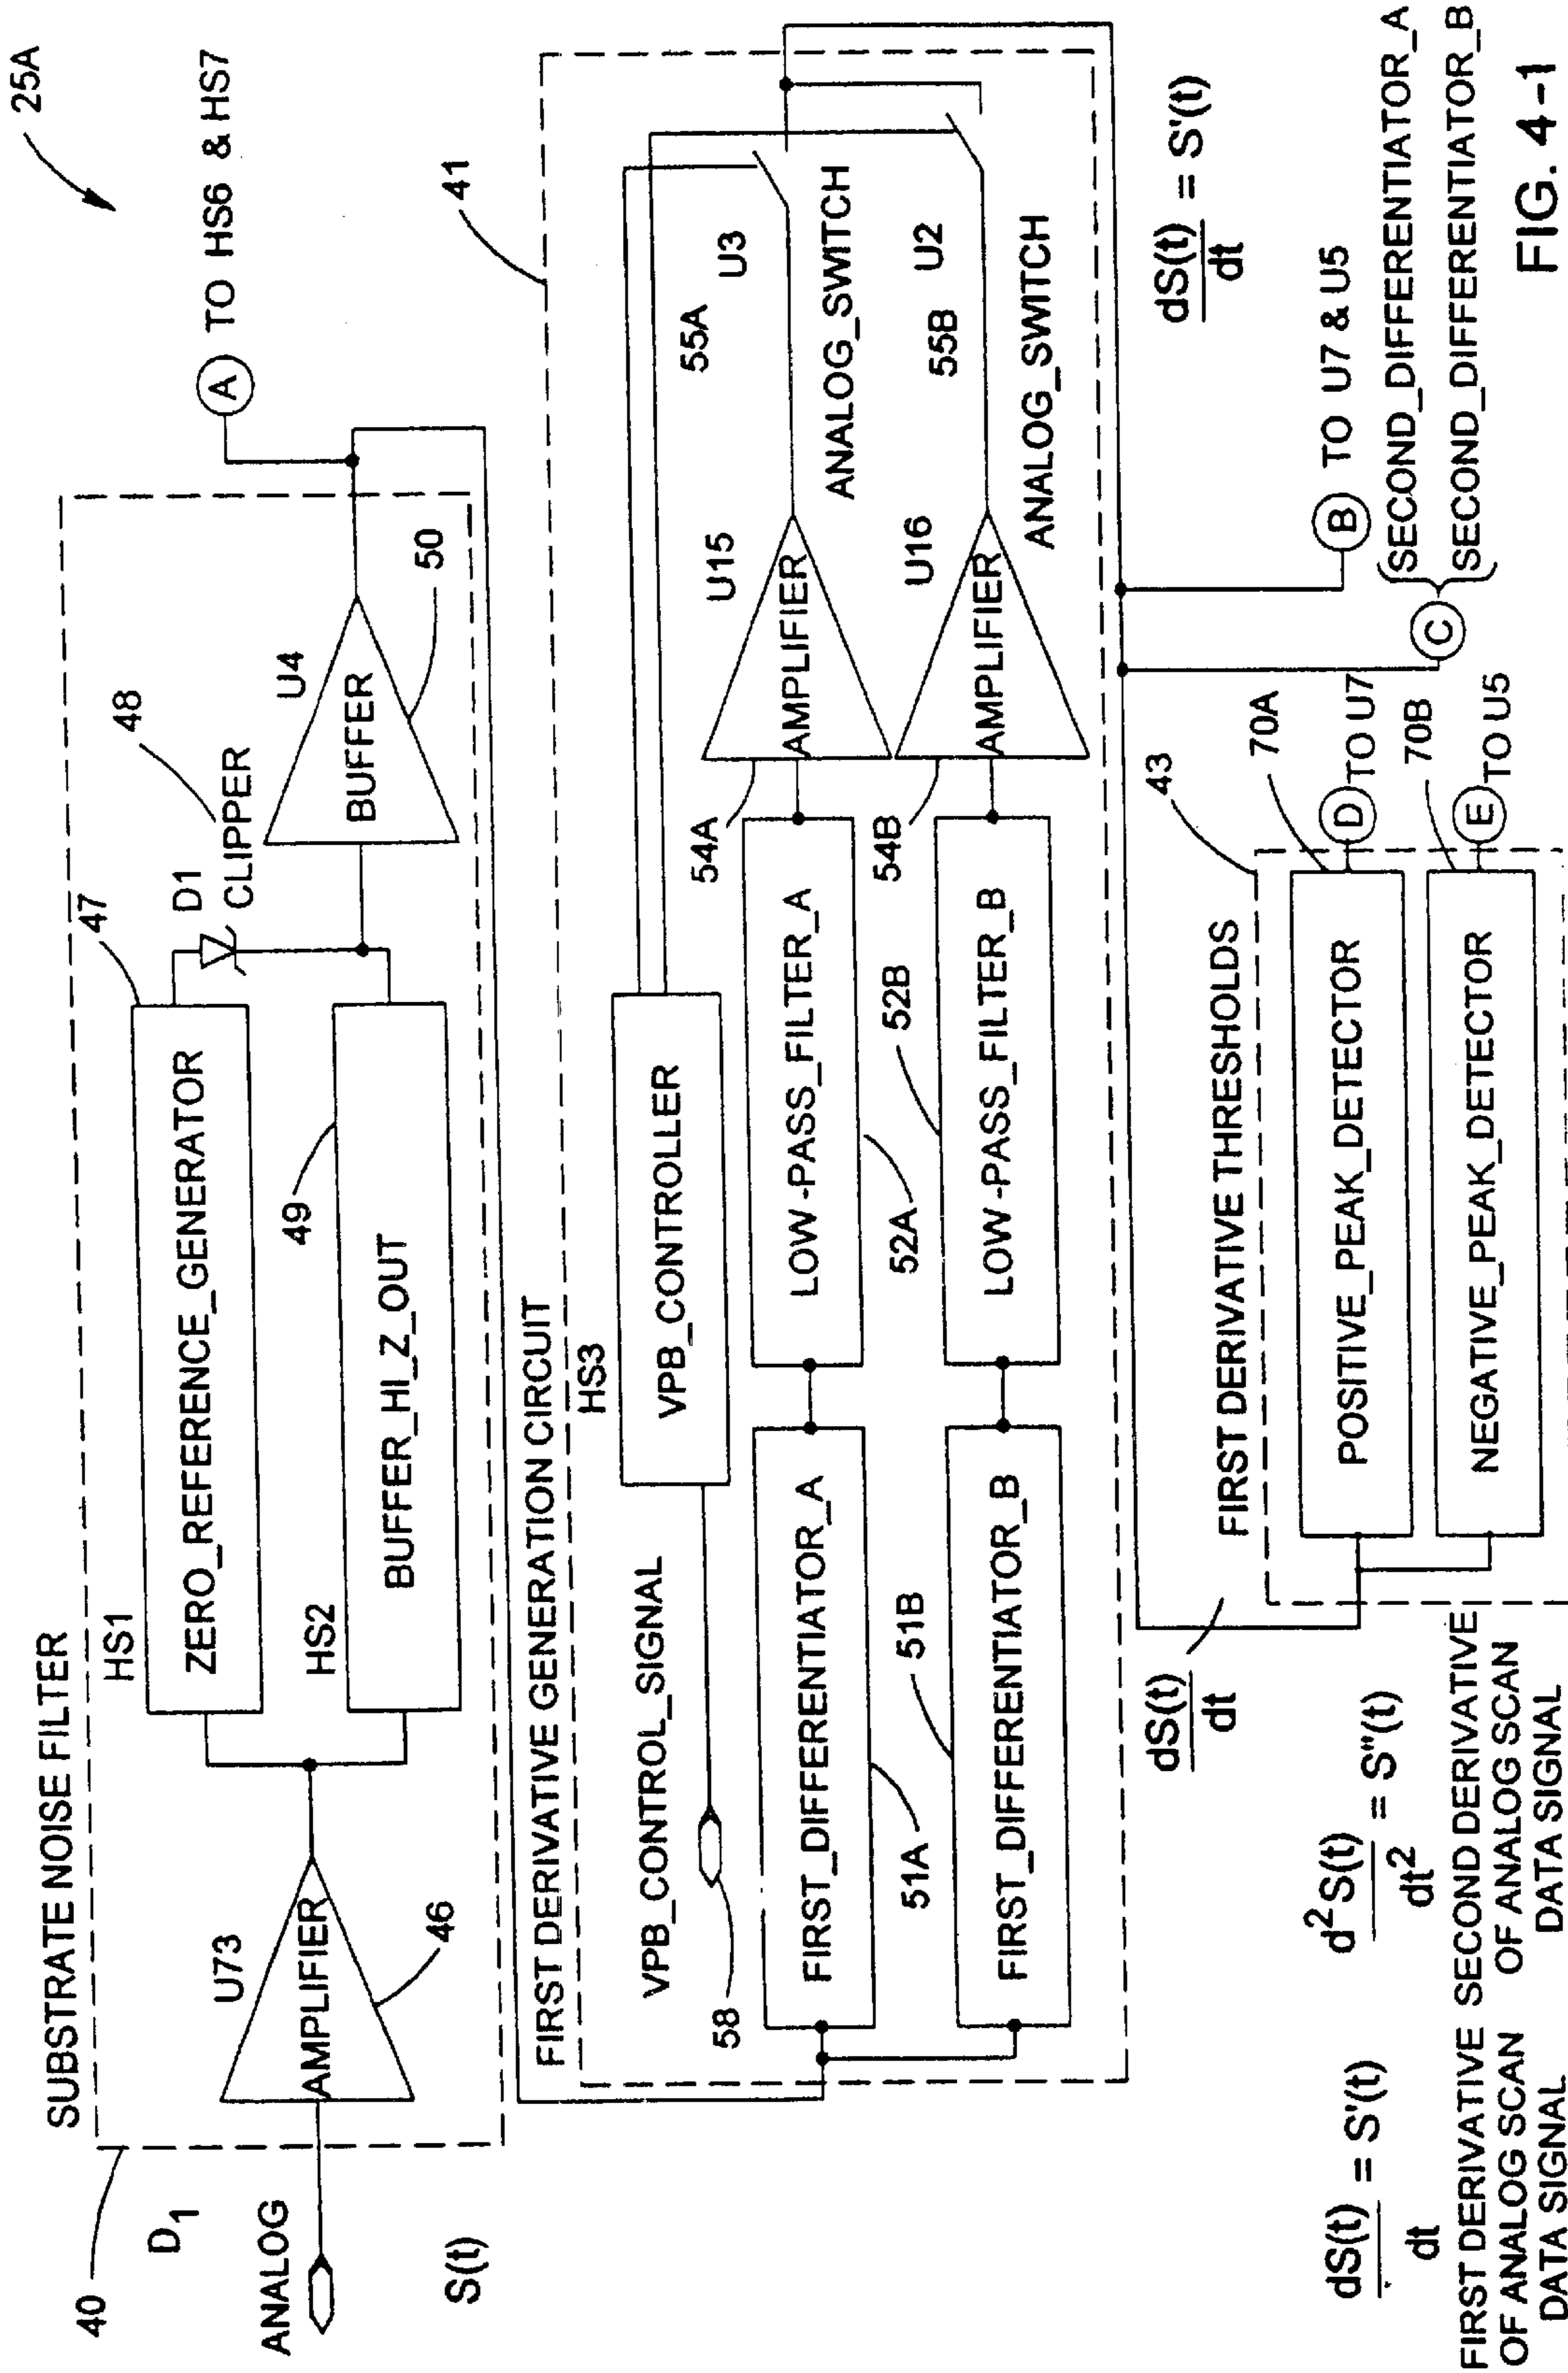 25A
SUBSTRATE NOISE FILTER
40
D1
ANALOG
S(t)
U73
AMPLIFIER
46
HS1
ZERO_REFERENCE_GENERATOR
47
HS2
BUFFER_HI_Z_OUT
49
D1
CLIPPER
48
U4
BUFFER
50
A TO HS6 & HS7
FIRST DERIVATIVE GENERATION CIRCUIT
41
HS3
VPB_CONTROLLER
VPB_CONTROL_SIGNAL
58
FIRST_DIFFERENTIATOR_A
51A
LOW-PASS_FILTER_A
52A
54A
U15
AMPLIFIER
55A
U3
ANALOG_SWITCH
FIRST_DIFFERENTIATOR_B
51B
LOW-PASS_FILTER_B
52B
54B
U16
AMPLIFIER
55B
U2
ANALOG_SWITCH
dS(t)/dt = S'(t)
B TO U7 & U5
C
SECOND_DIFFERENTIATOR_A
SECOND_DIFFERENTIATOR_B
dS(t)/dt
FIRST DERIVATIVE THRESHOLDS
43
POSITIVE_PEAK_DETECTOR
70A
D TO U7
NEGATIVE_PEAK_DETECTOR
70B
E TO U5
dS(t)/dt = S'(t)
FIRST DERIVATIVE
OF ANALOG SCAN
DATA SIGNAL
d²S(t)/dt² = S"(t)
SECOND DERIVATIVE
OF ANALOG SCAN
DATA SIGNAL
FIG. 4-1